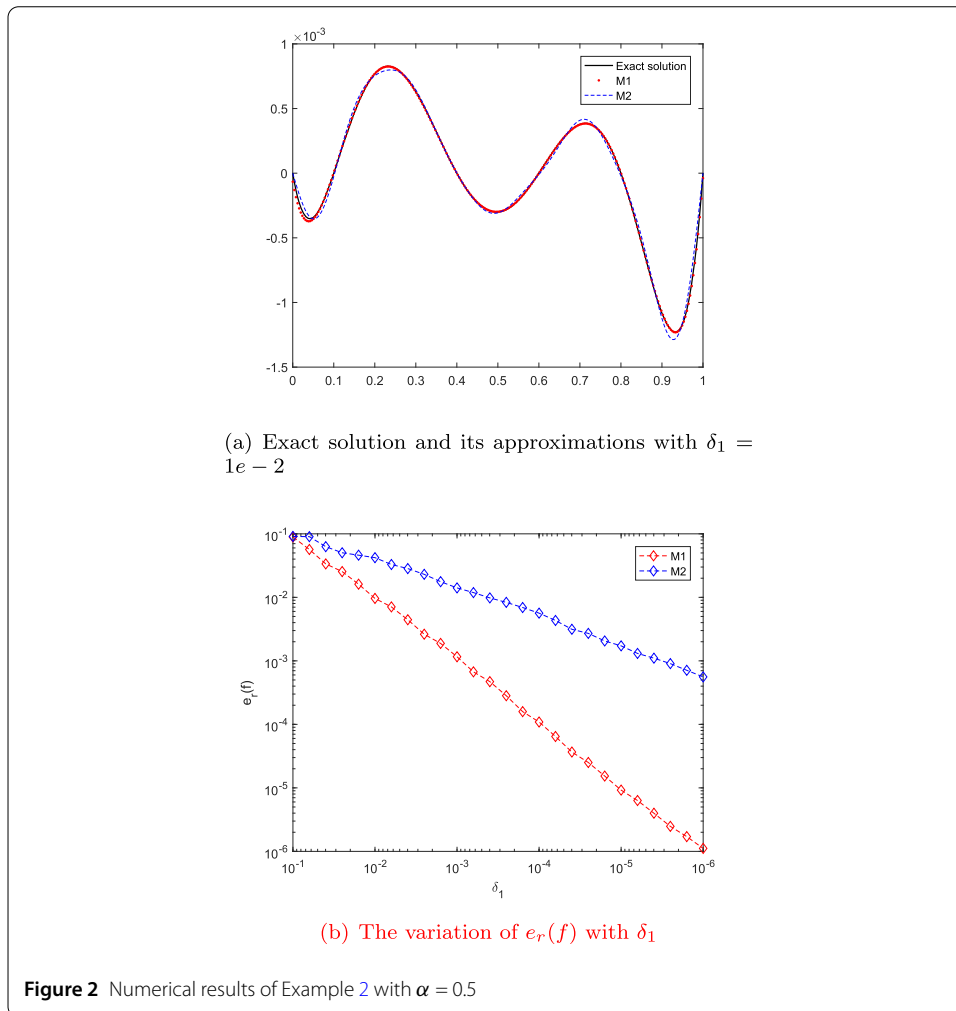 ×10⁻³
1
0.5
0
-0.5
-1
-1.5
0 0.1 0.2 0.3 0.4 0.5 0.6 0.7 0.8 0.9 1
Exact solution
M1
M2
(a) Exact solution and its approximations with δ₁ =
1e − 2
10⁻¹
10⁻²
10⁻³
10⁻⁴
10⁻⁵
10⁻⁶
e_r(f)
M1
M2
10⁻¹ 10⁻² 10⁻³ 10⁻⁴ 10⁻⁵ 10⁻⁶
δ₁
(b) The variation of e_r(f) with δ₁
Figure 2 Numerical results of Example 2 with α = 0.5